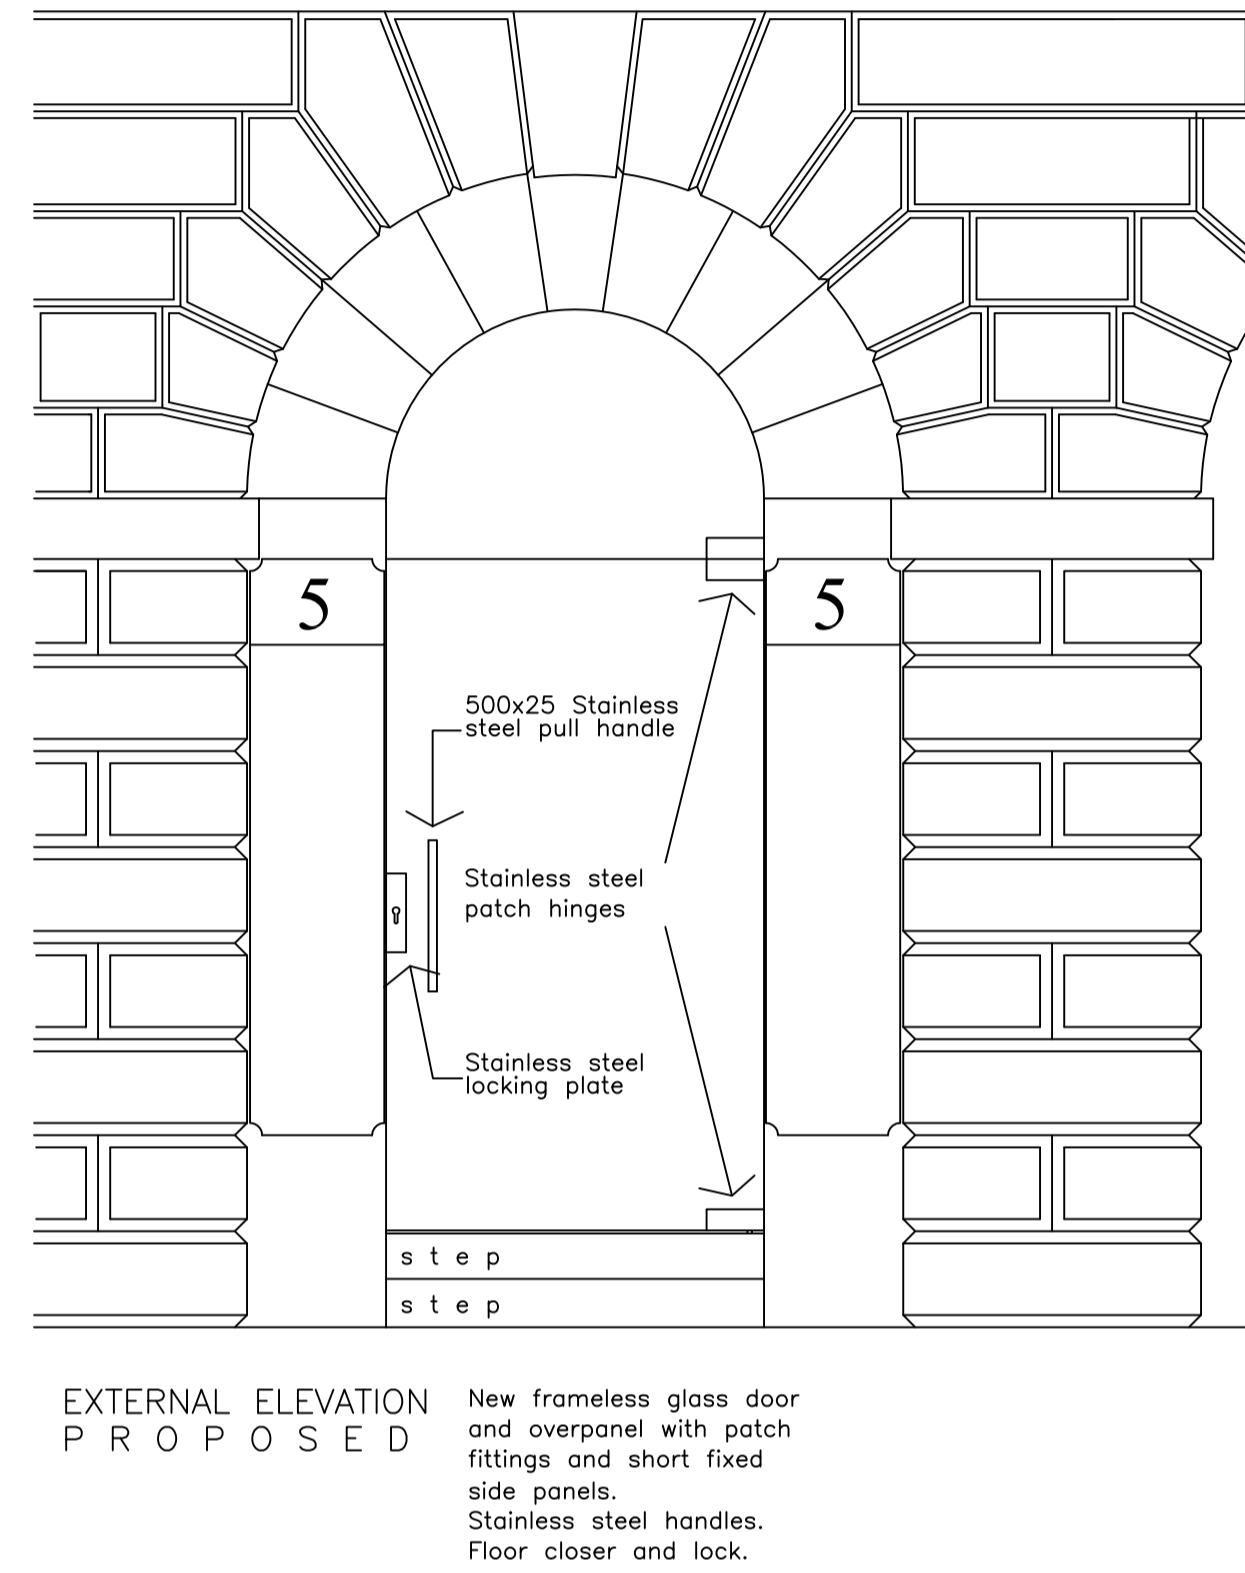 5
5
500x25 Stainless
steel pull handle
Stainless steel
patch hinges
Stainless steel
locking plate
step
step
EXTERNAL ELEVATION
PROPOSED
New frameless glass door
and overpanel with patch
fittings and short fixed
side panels.
Stainless steel handles.
Floor closer and lock.